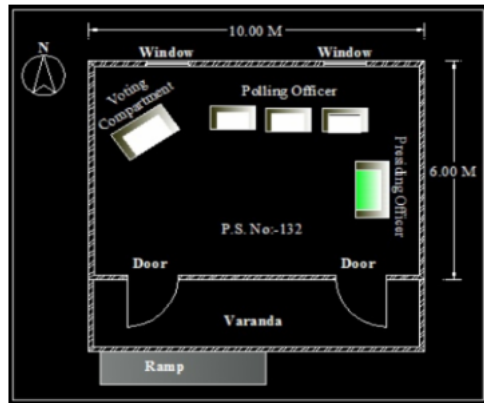 10.00 M
N
Window
Window
Voting
Compartment
Polling Officer
Presiding Officer
6.00 M
P.S. No:-132
Door
Door
Varanda
Ramp